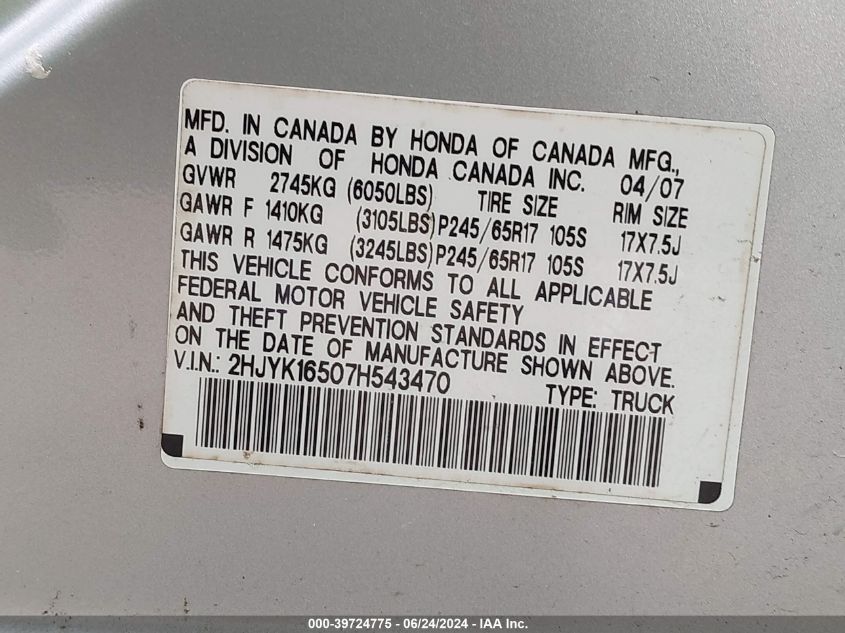 MFD. IN CANADA BY HONDA OF CANADA MFG.,
A DIVISION OF HONDA CANADA INC. 04/07
GVWR 2745KG (6050LBS) TIRE SIZE RIM SIZE
GAWR F 1410KG (3105LBS) P245/65R17 105S 17X7.5J
GAWR R 1475KG (3245LBS) P245/65R17 105S 17X7.5J
THIS VEHICLE CONFORMS TO ALL APPLICABLE
FEDERAL MOTOR VEHICLE SAFETY
AND THEFT PREVENTION STANDARDS IN EFFECT
ON THE DATE OF MANUFACTURE SHOWN ABOVE.
V.I.N.: 2HJYK16507H543470 TYPE: TRUCK
000-39724775 - 06/24/2024 - IAA Inc.